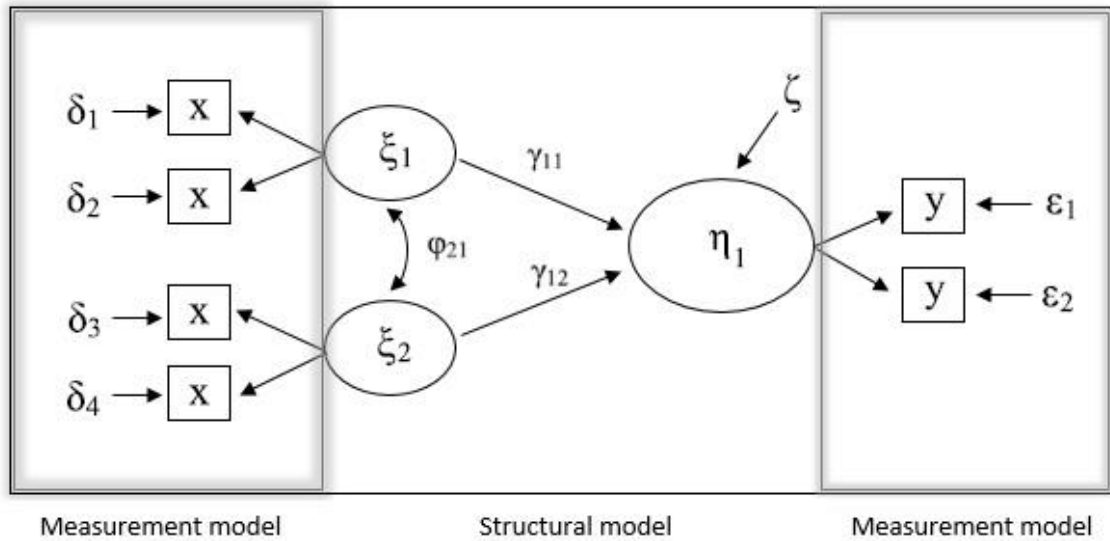 δ1 x
δ2 x
δ3 x
δ4 x
ξ1
φ21
ξ2
γ11
γ12
ζ
η1
y ε1
y ε2
Measurement model
Structural model
Measurement model